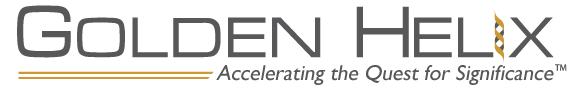 GOLDEN HELIX
Accelerating the Quest for Significance™